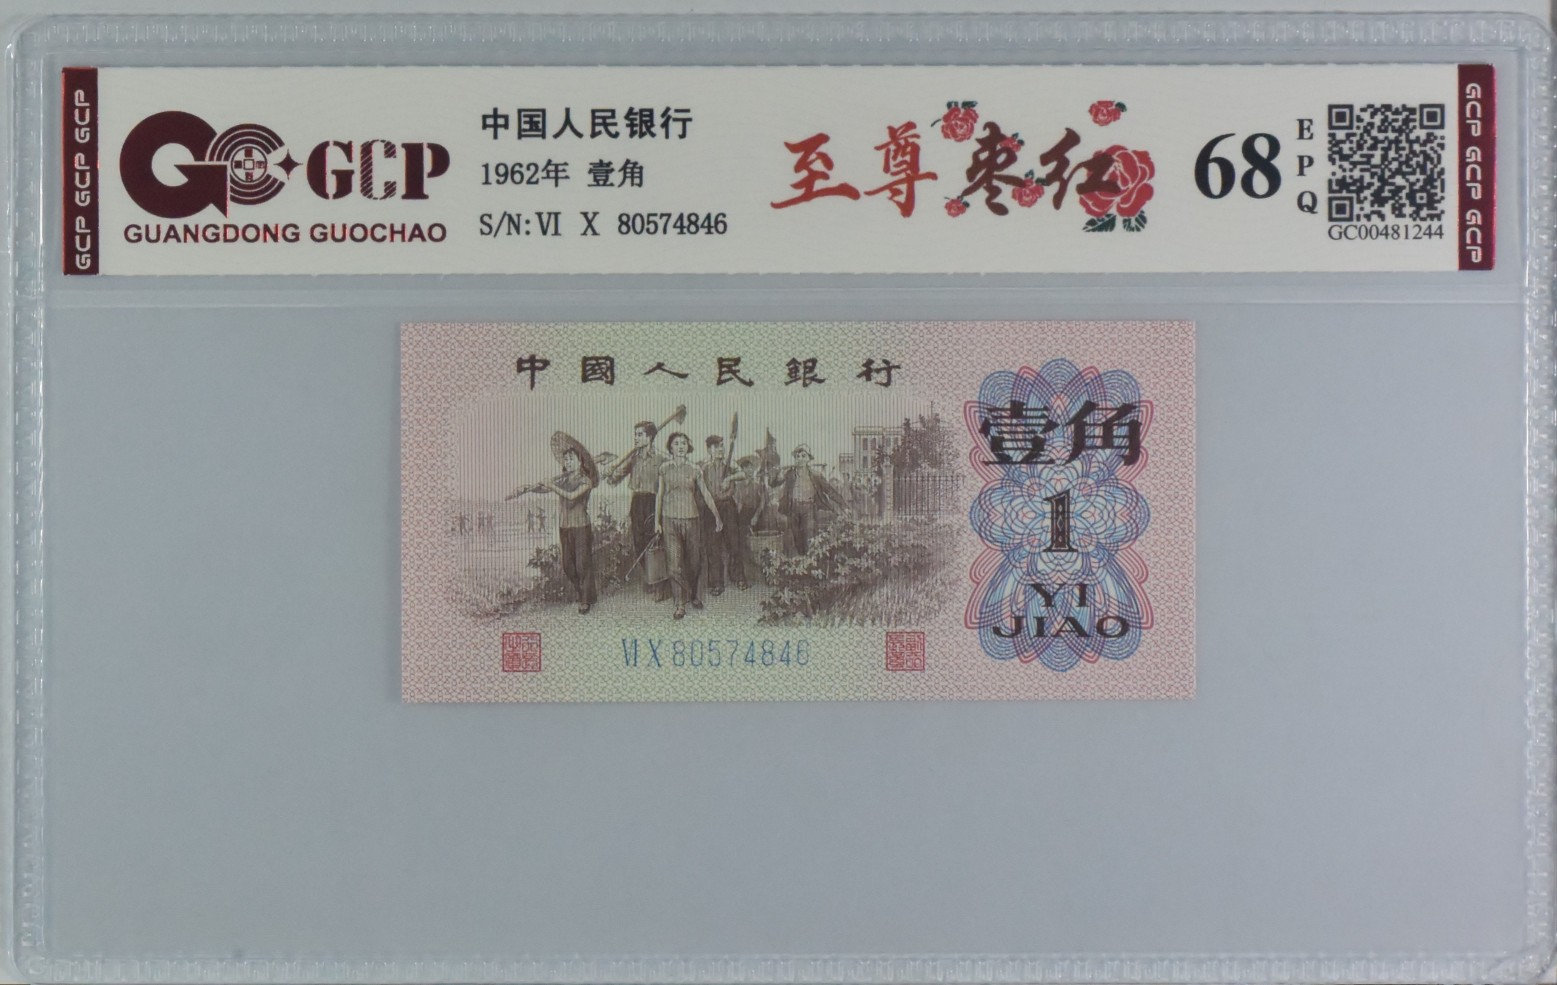 GCP GCP GCP
GCP
GUANGDONG GUOCHAO
中国人民银行
1962年 壹角
S/N:VI X 80574846
至尊枣红
68
EPQ
GC00481244
GCP GCP GCP
中國人民銀行
壹角
1
YI
JIAO
VI X 80574846